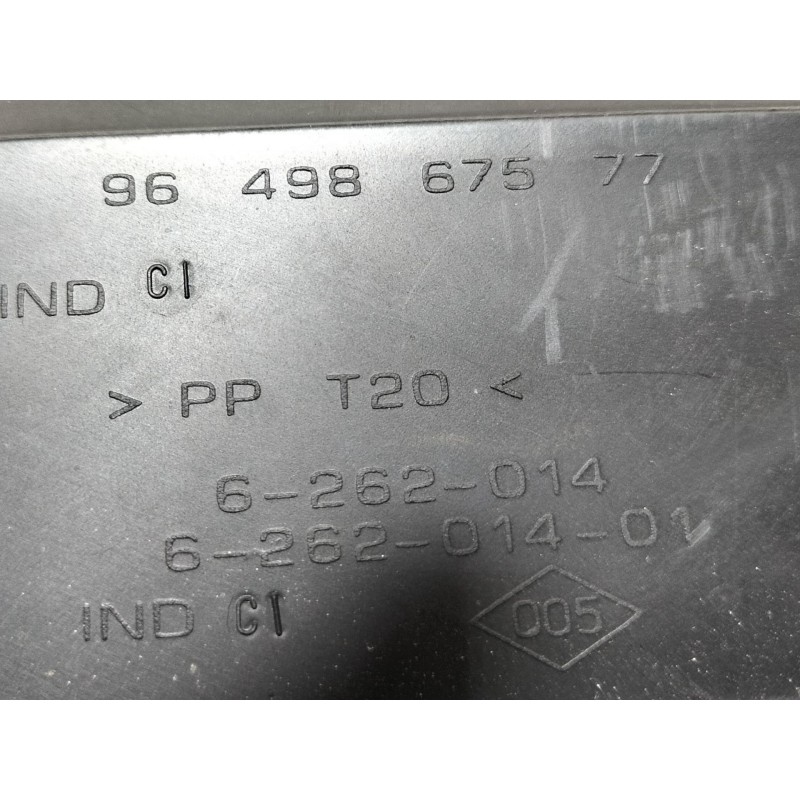 96 498 675 77
IND C1
> PP T20 <
6-262-014
6-262-014-01
IND C1 005